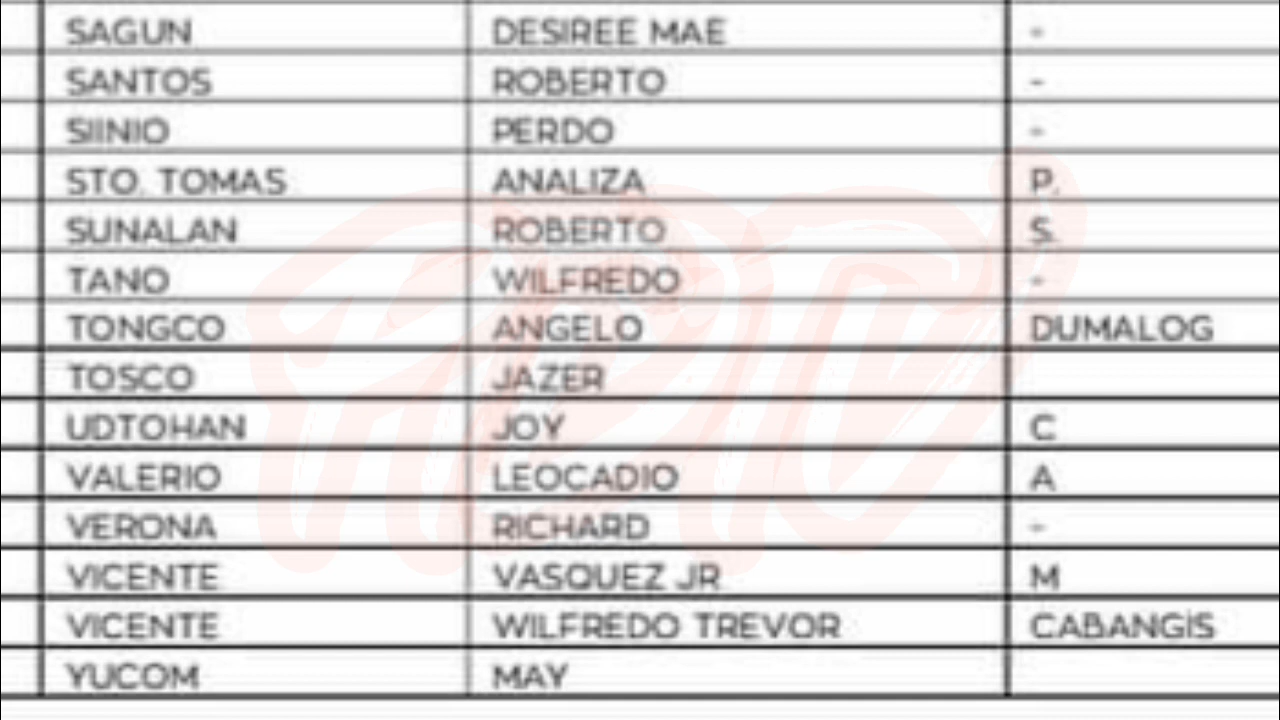 SAGUN DESIREE MAE -
SANTOS ROBERTO -
SIINIO PERDO -
STO. TOMAS ANALIZA P.
SUNALAN ROBERTO S.
TANO WILFREDO -
TONGCO ANGELO DUMALOG
TOSCO JAZER
UDTOHAN JOY C
VALERIO LEOCADIO A
VERONA RICHARD -
VICENTE VASQUEZ JR M
VICENTE WILFREDO TREVOR CABANGIS
YUCOM MAY